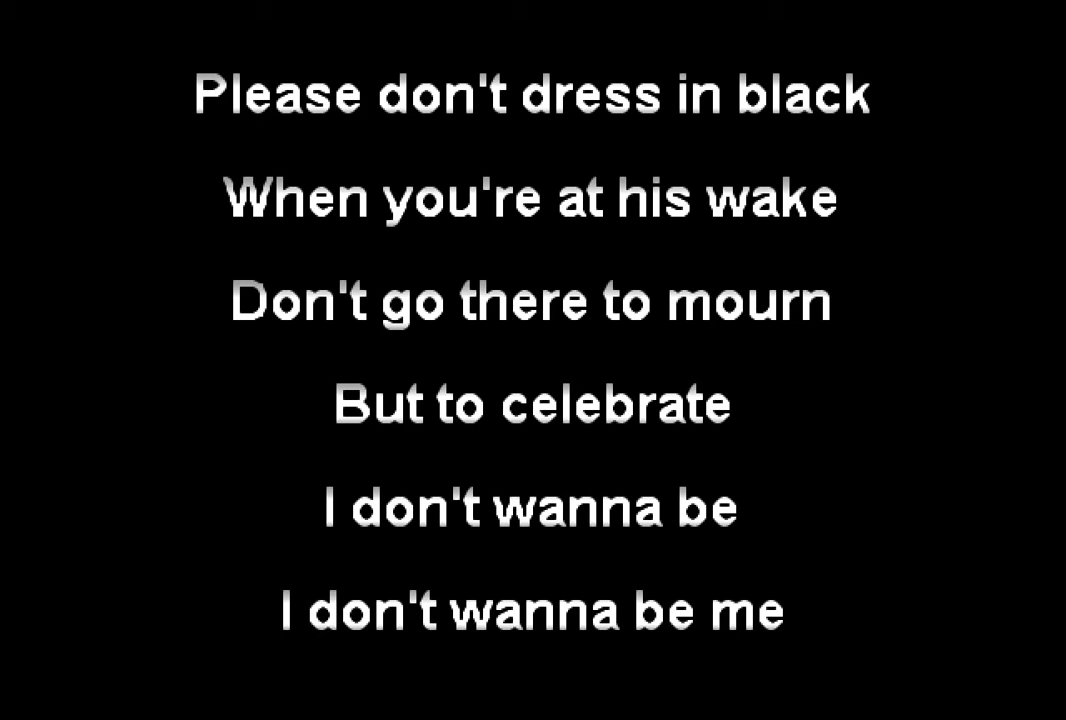 Please don't dress in black
When you're at his wake
Don't go there to mourn
But to celebrate
I don't wanna be
I don't wanna be me